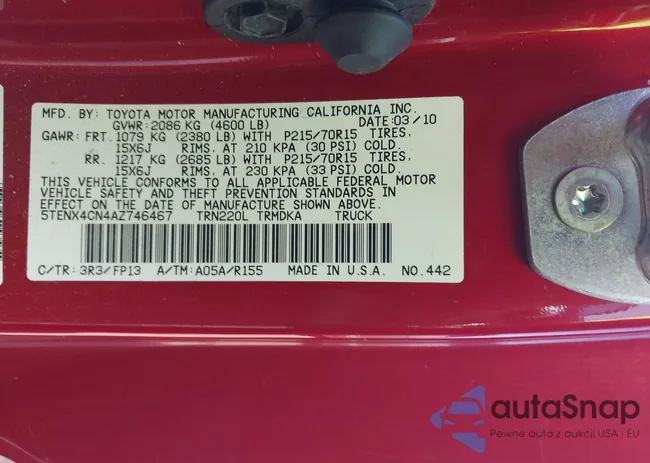 MFD. BY: TOYOTA MOTOR MANUFACTURING CALIFORNIA INC.
GVWR: 2086 KG (4600 LB) DATE: 03/10
GAWR: FRT. 1079 KG (2380 LB) WITH P215/70R15 TIRES,
15X6J RIMS, AT 210 KPA (30 PSI) COLD.
RR. 1217 KG (2685 LB) WITH P215/70R15 TIRES,
15X6J RIMS, AT 230 KPA (33 PSI) COLD.
THIS VEHICLE CONFORMS TO ALL APPLICABLE FEDERAL MOTOR
VEHICLE SAFETY AND THEFT PREVENTION STANDARDS IN
EFFECT ON THE DATE OF MANUFACTURE SHOWN ABOVE.
5TENX4CN4AZ746467 TRN220L TRMDKA TRUCK
C/TR: 3R3/FP13 A/TM: A05A/R155 MADE IN U.S.A. NO. 442
autaSnap
Pewne auta z aukcji USA i EU